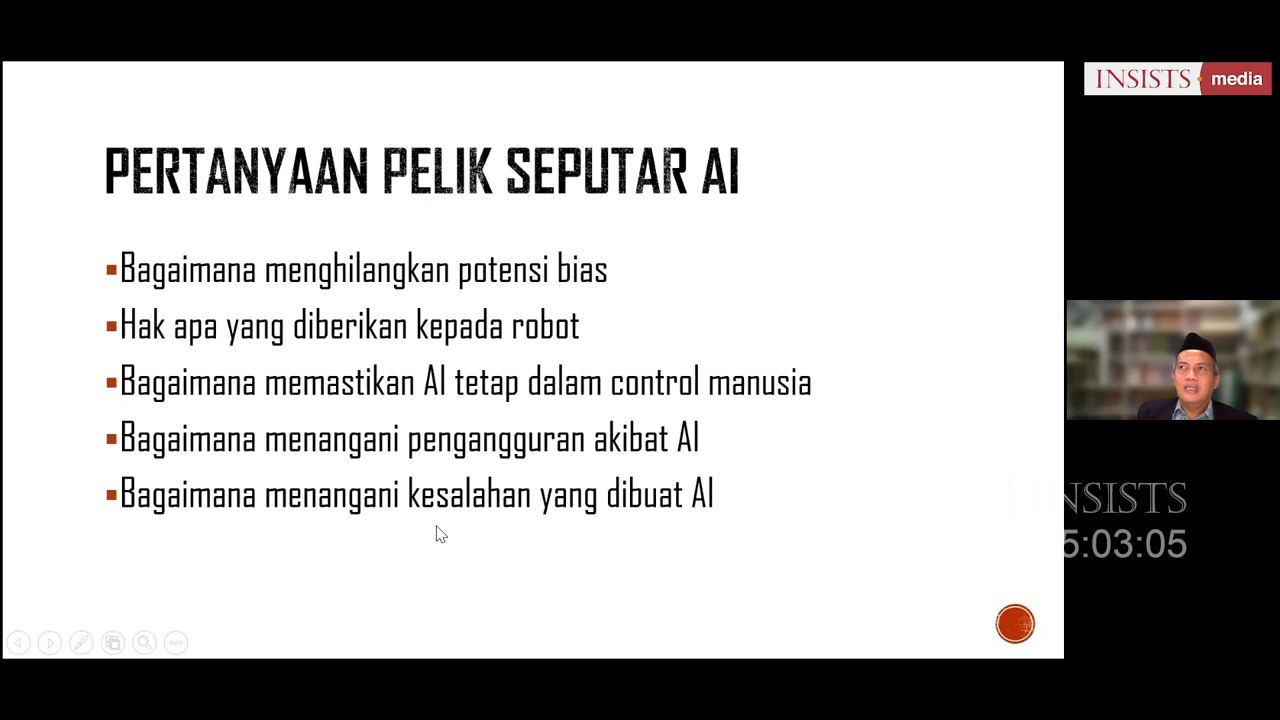 INSISTS media
PERTANYAAN PELIK SEPUTAR AI
Bagaimana menghilangkan potensi bias
Hak apa yang diberikan kepada robot
Bagaimana memastikan AI tetap dalam control manusia
Bagaimana menangani pengangguran akibat AI
Bagaimana menangani kesalahan yang dibuat AI
INSISTS
5:03:05